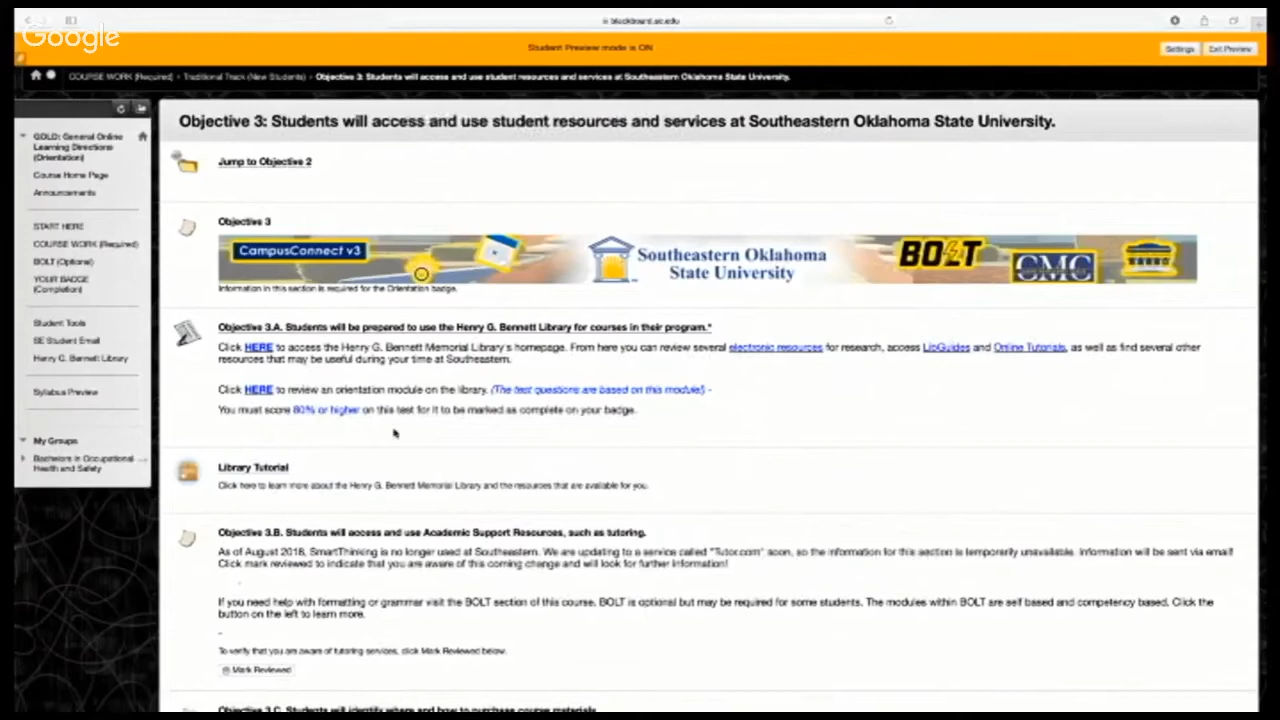 Google
blackboard.se.edu
Student Preview mode is ON
Settings
Exit Preview
COURSE WORK (Required) › Traditional Track (New Students) › Objective 3: Students will access and use student resources and services at Southeastern Oklahoma State University.
GOLD: General Online
Learning Directions
(Orientation)
Course Home Page
Announcements
START HERE
COURSE WORK (Required)
BOLT (Optional)
YOUR BADGE
(Completion)
Student Tools
SE Student Email
Henry G. Bennett Library
Syllabus Preview
My Groups
Bachelors in Occupational
Health and Safety
Objective 3: Students will access and use student resources and services at Southeastern Oklahoma State University.
Jump to Objective 2
Objective 3
CampusConnect v3
Southeastern Oklahoma
State University
BOLT
CMC
Information in this section is required for the Orientation badge.
Objective 3.A. Students will be prepared to use the Henry G. Bennett Library for courses in their program.*
Click HERE to access the Henry G. Bennett Memorial Library's homepage. From here you can review several electronic resources for research, access LibGuides and Online Tutorials, as well as find several other
resources that may be useful during your time at Southeastern.
Click HERE to review an orientation module on the library. (The test questions are based on this module!) -
You must score 80% or higher on this test for it to be marked as complete on your badge.
Library Tutorial
Click here to learn more about the Henry G. Bennett Memorial Library and the resources that are available for you.
Objective 3.B. Students will access and use Academic Support Resources, such as tutoring.
As of August 2018, SmartThinking is no longer used at Southeastern. We are updating to a service called "Tutor.com" soon, so the information for this section is temporarily unavailable. Information will be sent via email!
Click mark reviewed to indicate that you are aware of this coming change and will look for further information!
If you need help with formatting or grammar visit the BOLT section of this course. BOLT is optional but may be required for some students. The modules within BOLT are self based and competency based. Click the
button on the left to learn more.
To verify that you are aware of tutoring services, click Mark Reviewed below.
Mark Reviewed
Objective 3.C. Students will identify where and how to purchase course materials.